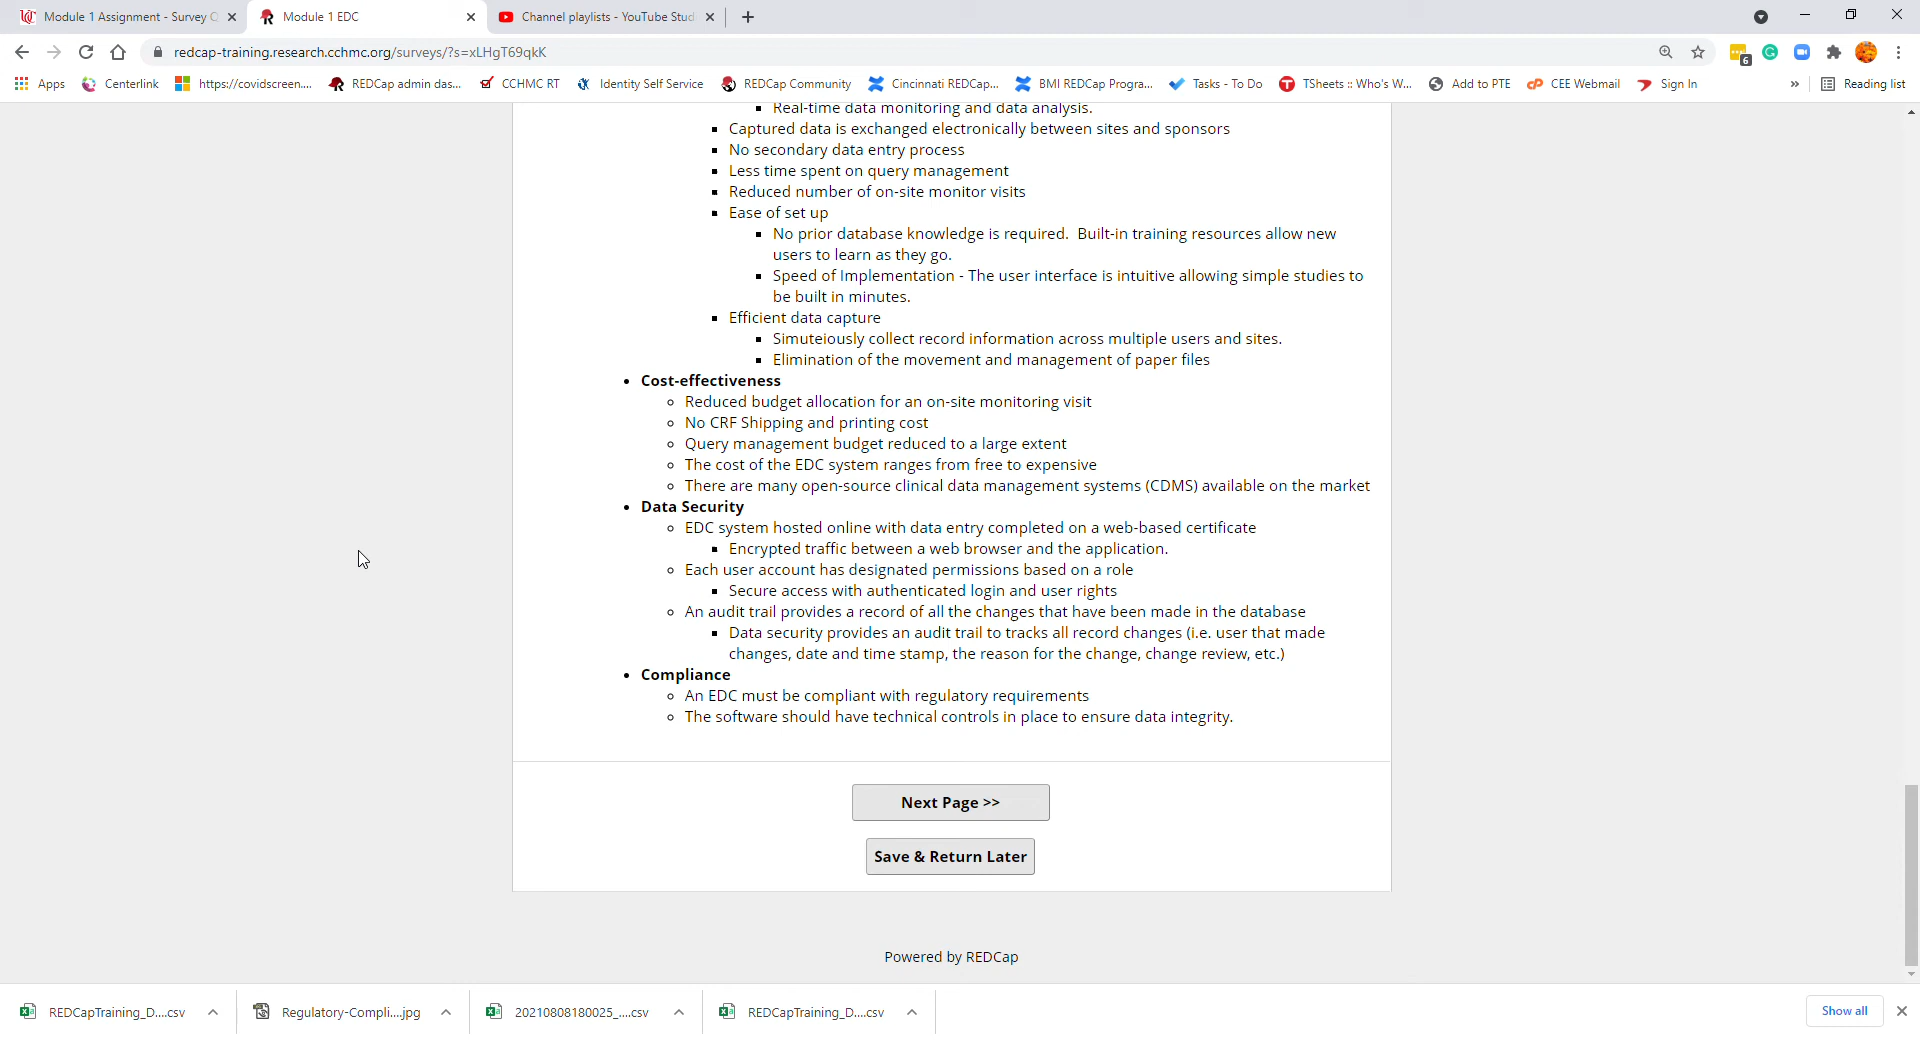 Module 1 Assignment - Survey Q
Module 1 EDC
Channel playlists - YouTube Stud
redcap-training.research.cchmc.org/surveys/?s=xLHgT69qkK
6
Apps
Centerlink
https://covidscreen....
REDCap admin das...
CCHMC RT
Identity Self Service
REDCap Community
Cincinnati REDCap...
BMI REDCap Progra...
Tasks - To Do
TSheets :: Who's W...
Add to PTE
CEE Webmail
Sign In
»
Reading list
Real-time data monitoring and data analysis.
Captured data is exchanged electronically between sites and sponsors
No secondary data entry process
Less time spent on query management
Reduced number of on-site monitor visits
Ease of set up
No prior database knowledge is required.  Built-in training resources allow new
users to learn as they go.
Speed of Implementation - The user interface is intuitive allowing simple studies to
be built in minutes.
Efficient data capture
Simuteiously collect record information across multiple users and sites.
Elimination of the movement and management of paper files
Cost-effectiveness
Reduced budget allocation for an on-site monitoring visit
No CRF Shipping and printing cost
Query management budget reduced to a large extent
The cost of the EDC system ranges from free to expensive
There are many open-source clinical data management systems (CDMS) available on the market
Data Security
EDC system hosted online with data entry completed on a web-based certificate
Encrypted traffic between a web browser and the application.
Each user account has designated permissions based on a role
Secure access with authenticated login and user rights
An audit trail provides a record of all the changes that have been made in the database
Data security provides an audit trail to tracks all record changes (i.e. user that made
changes, date and time stamp, the reason for the change, change review, etc.)
Compliance
An EDC must be compliant with regulatory requirements
The software should have technical controls in place to ensure data integrity.
Next Page >>
Save & Return Later
Powered by REDCap
REDCapTraining_D....csv
Regulatory-Compli....jpg
20210808180025_....csv
REDCapTraining_D....csv
Show all